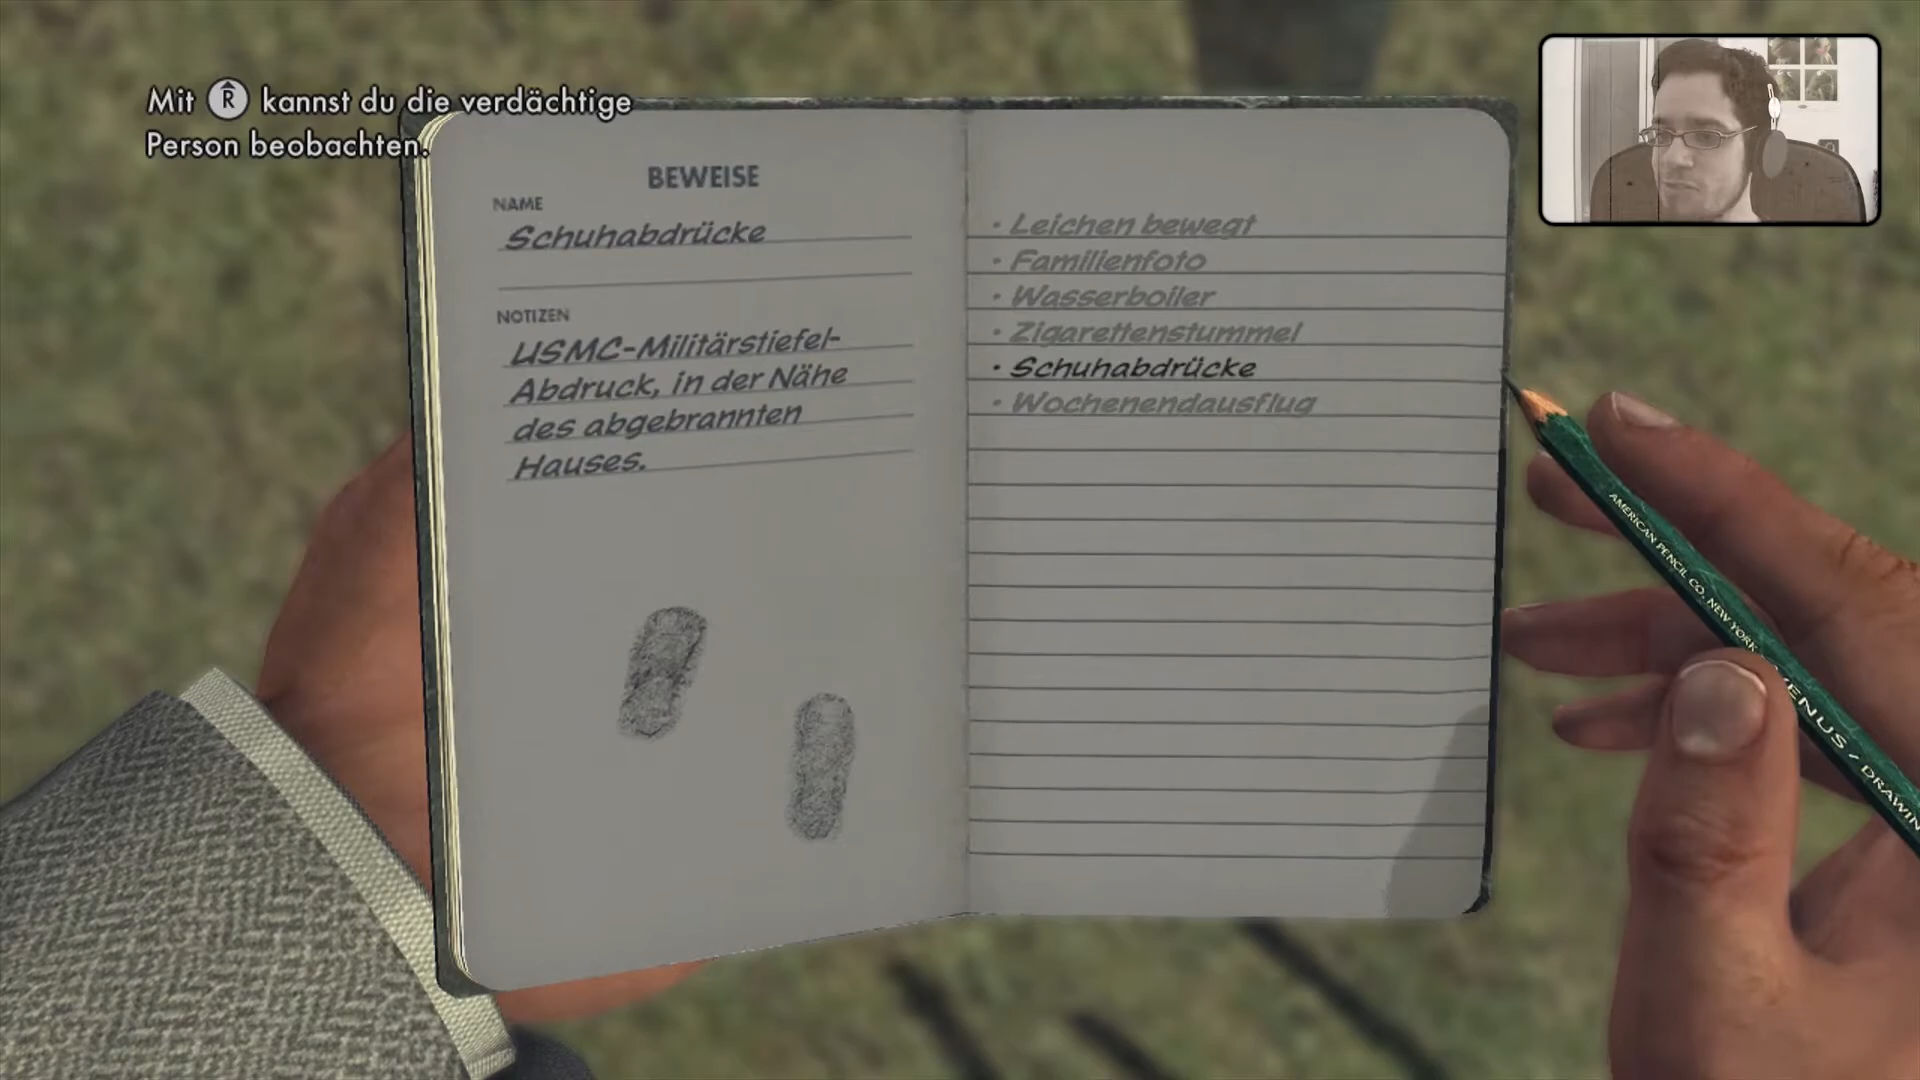 Mit R kannst du die verdächtige
Person beobachten.
BEWEISE
NAME
Schuhabdrücke
NOTIZEN
USMC-Militärstiefel-
Abdruck, in der Nähe
des abgebrannten
Hauses.
• Leichen bewegt
• Familienfoto
• Wasserboiler
• Zigarettenstummel
• Schuhabdrücke
• Wochenendausflug
AMERICAN PENCIL CO. NEW YORK
VENUS / DRAWIN